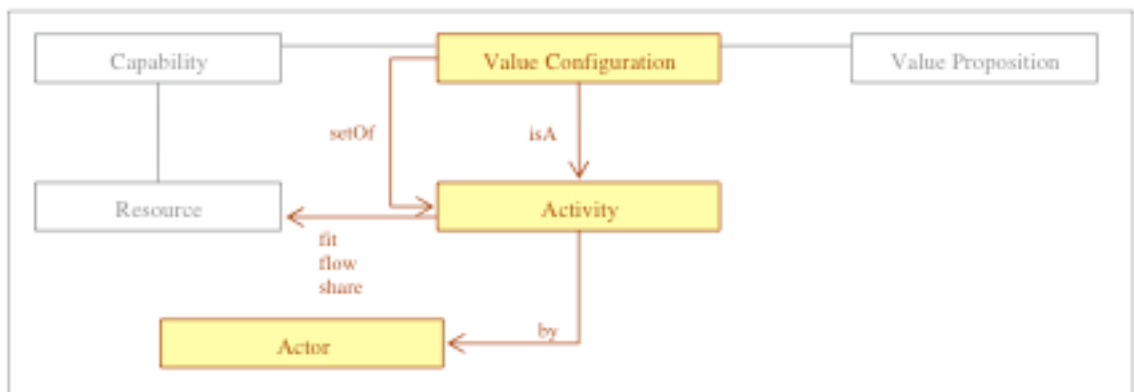 Capability
Value Configuration
Value Proposition
setOf
isA
Resource
Activity
fit
flow
share
by
Actor